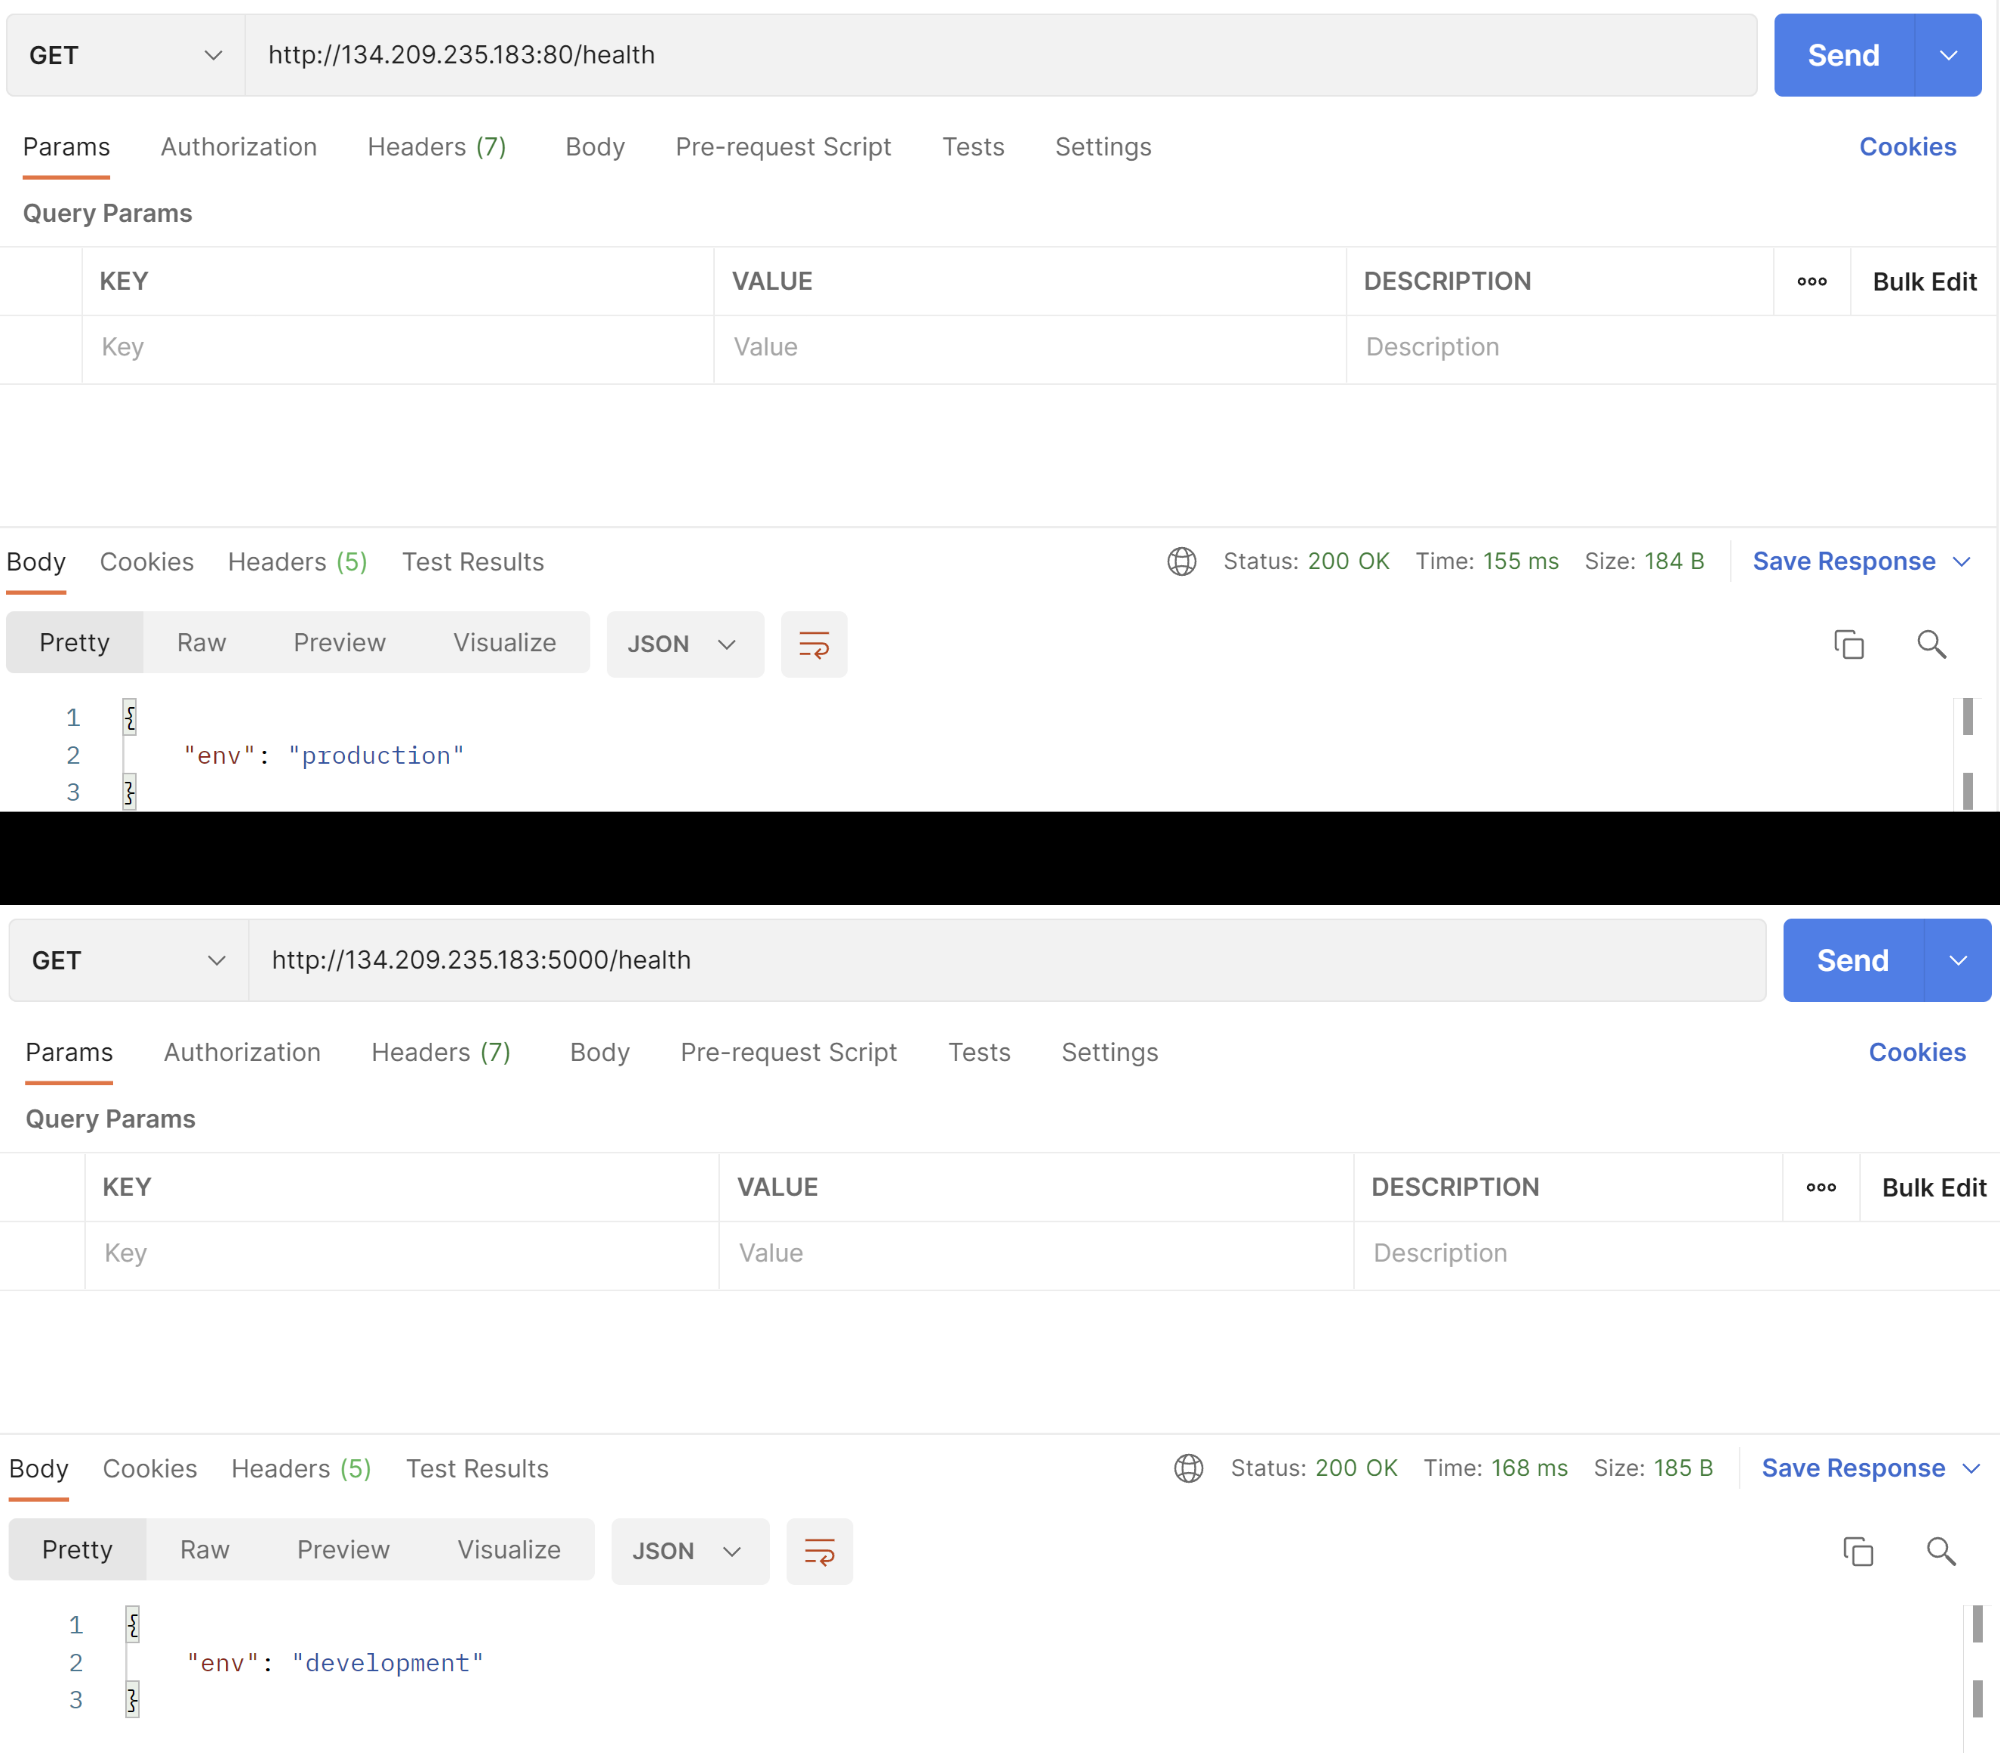 GET http://134.209.235.183:80/health Send
Params Authorization Headers (7) Body Pre-request Script Tests Settings Cookies
Query Params
KEY VALUE DESCRIPTION Bulk Edit
Key Value Description
Body Cookies Headers (5) Test Results Status: 200 OK Time: 155 ms Size: 184 B Save Response
Pretty Raw Preview Visualize JSON
1 {
2 "env": "production"
3 }
GET http://134.209.235.183:5000/health Send
Params Authorization Headers (7) Body Pre-request Script Tests Settings Cookies
Query Params
KEY VALUE DESCRIPTION Bulk Edit
Key Value Description
Body Cookies Headers (5) Test Results Status: 200 OK Time: 168 ms Size: 185 B Save Response
Pretty Raw Preview Visualize JSON
1 {
2 "env": "development"
3 }